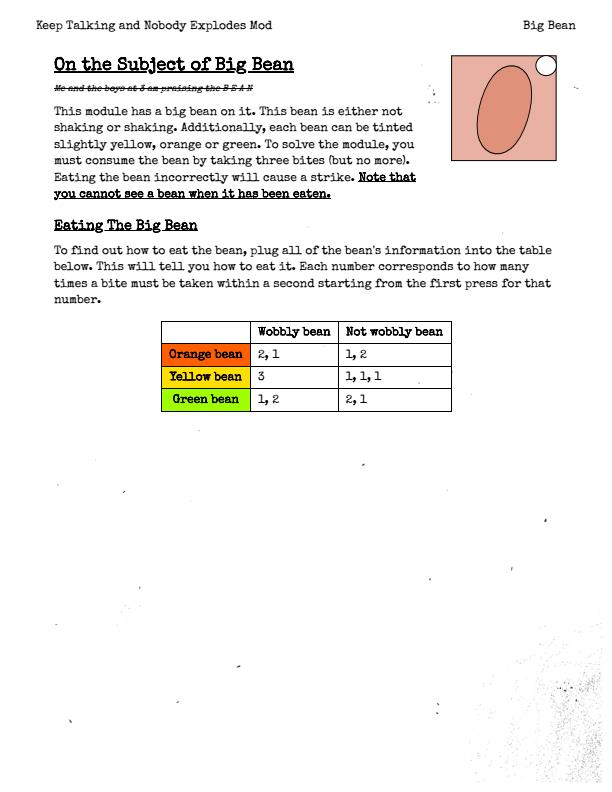 Keep Talking and Nobody Explodes Mod
Big Bean
On the Subject of Big Bean
Me and the boys at 3 am praising the B E A N
This module has a big bean on it. This bean is either not
shaking or shaking. Additionally, each bean can be tinted
slightly yellow, orange or green. To solve the module, you
must consume the bean by taking three bites (but no more).
Eating the bean incorrectly will cause a strike. Note that
you cannot see a bean when it has been eaten.
Eating The Big Bean
To find out how to eat the bean, plug all of the bean's information into the table
below. This will tell you how to eat it. Each number corresponds to how many
times a bite must be taken within a second starting from the first press for that
number.
Wobbly bean Not wobbly bean
Orange bean 2, 1 1, 2
Yellow bean 3 1, 1, 1
Green bean 1, 2 2, 1